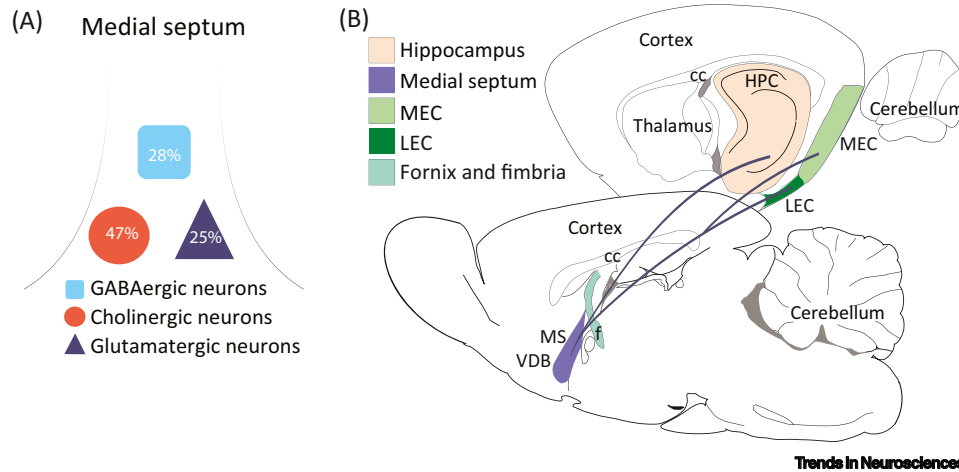 (A)
Medial septum
28%
47%
25%
GABAergic neurons
Cholinergic neurons
Glutamatergic neurons
(B)
Hippocampus
Medial septum
MEC
LEC
Fornix and fimbria
Cortex
cc
HPC
Thalamus
Cerebellum
MEC
LEC
Cortex
cc
MS
f
VDB
Cerebellum
Trends in Neurosciences